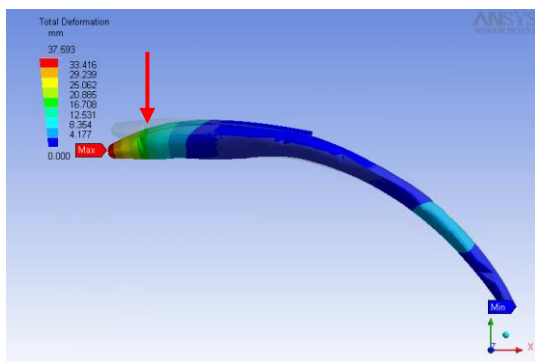 Total Deformation
mm
37.593
33.416
29.239
25.062
20.885
16.708
12.531
8.354
4.177
0.000
Max
Min
X
ANSYS